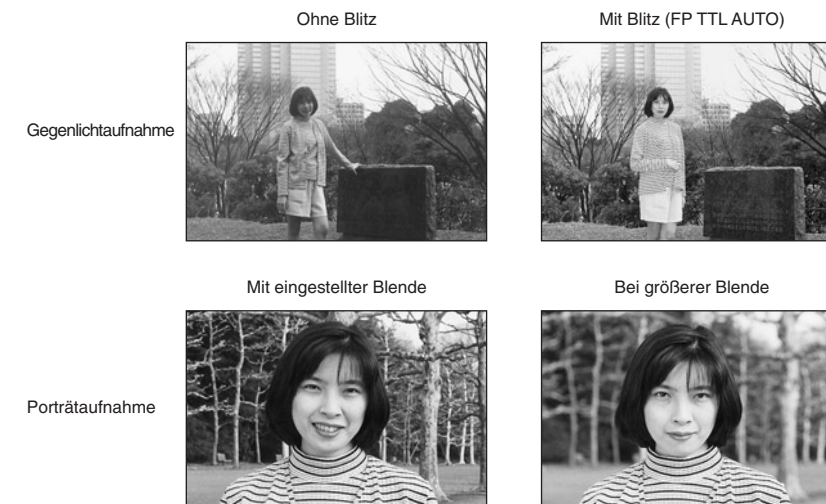 Ohne Blitz
Mit Blitz (FP TTL AUTO)
Gegenlichtaufnahme
Mit eingestellter Blende
Bei größerer Blende
Porträtaufnahme